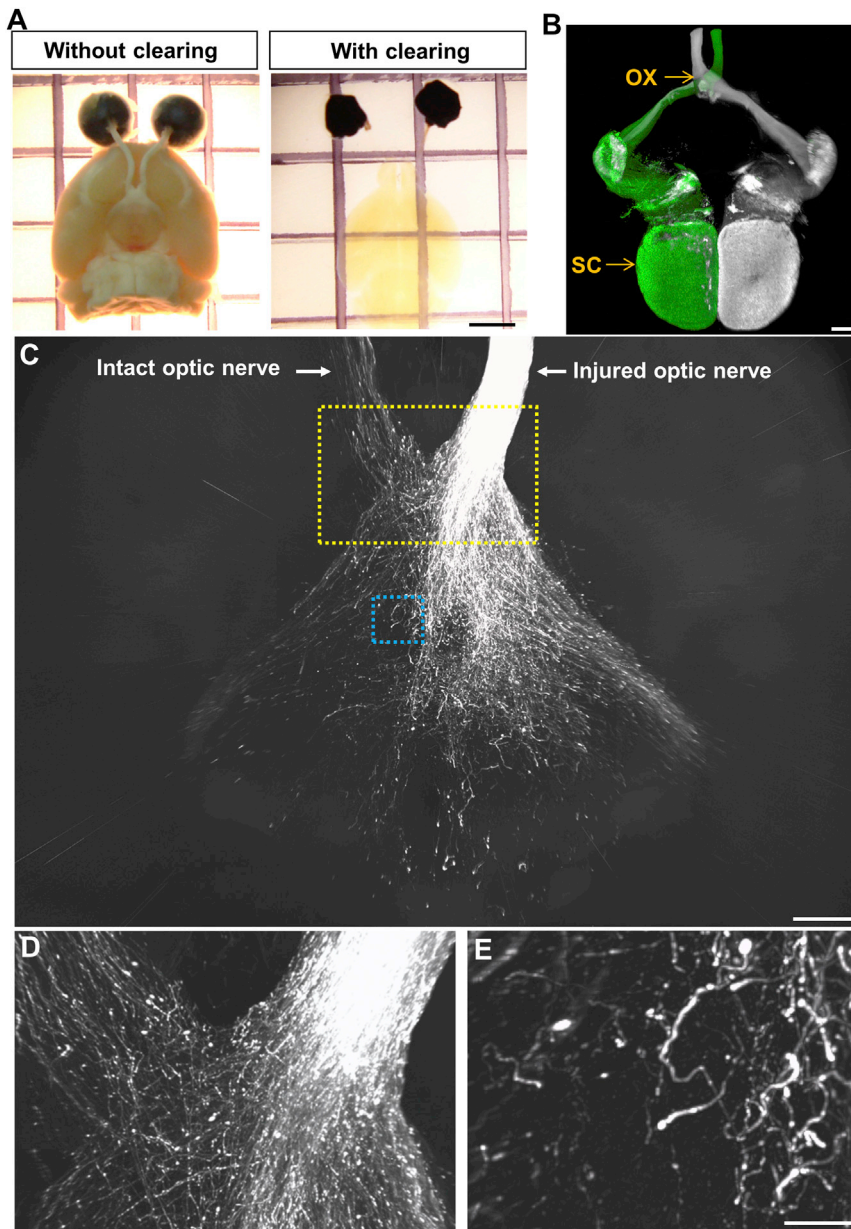 A
Without clearing
With clearing
B
OX
SC
C
Intact optic nerve
Injured optic nerve
D
E